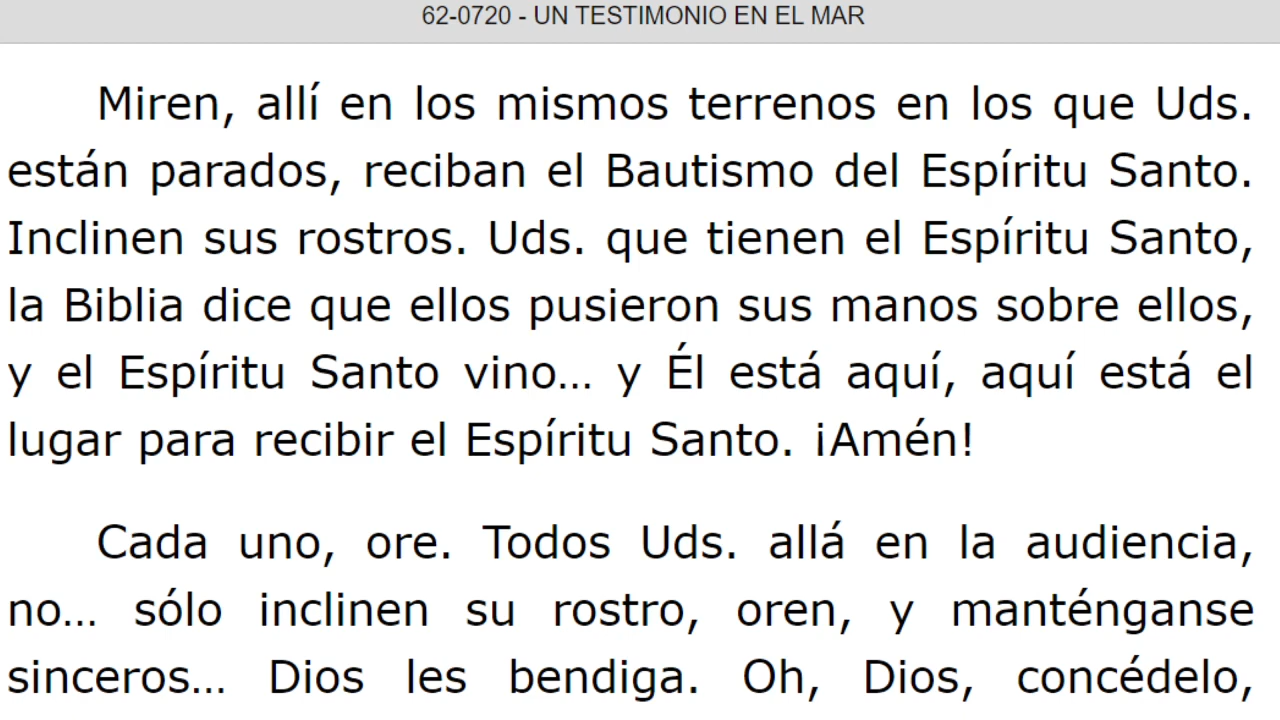 62-0720 - UN TESTIMONIO EN EL MAR
Miren, allí en los mismos terrenos en los que Uds.
están parados, reciban el Bautismo del Espíritu Santo.
Inclinen sus rostros. Uds. que tienen el Espíritu Santo,
la Biblia dice que ellos pusieron sus manos sobre ellos,
y el Espíritu Santo vino… y Él está aquí, aquí está el
lugar para recibir el Espíritu Santo. ¡Amén!
Cada uno, ore. Todos Uds. allá en la audiencia,
no… sólo inclinen su rostro, oren, y manténganse
sinceros… Dios les bendiga. Oh, Dios, concédelo,